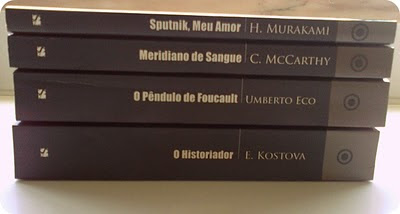 Sputnik, Meu Amor H. Murakami
Meridiano de Sangue C. McCarthy
O Pêndulo de Foucault Umberto Eco
O Historiador E. Kostova